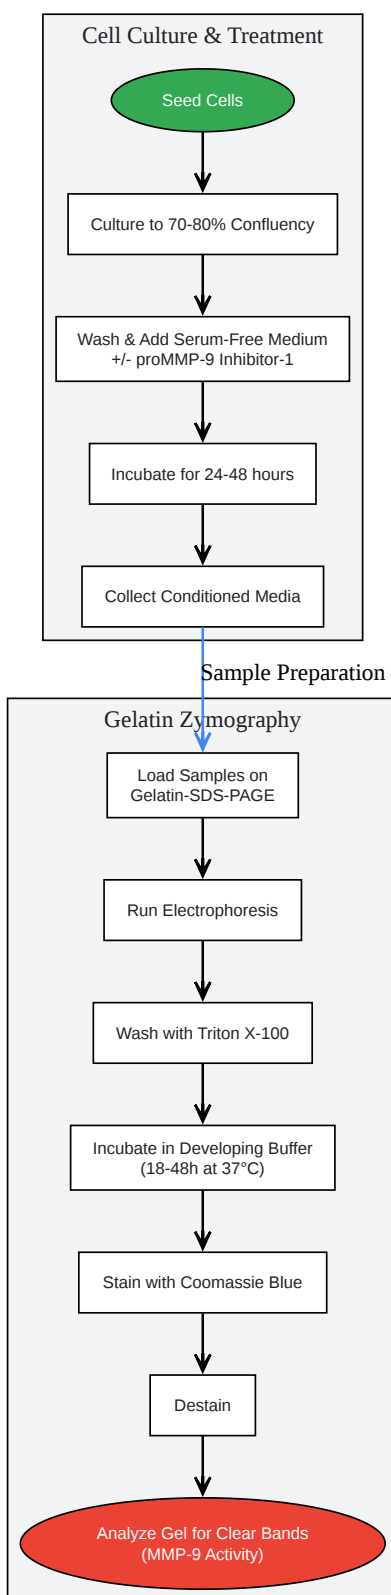 Cell Culture & Treatment
Seed Cells
Culture to 70-80% Confluency
Wash & Add Serum-Free Medium
+/- proMMP-9 Inhibitor-1
Incubate for 24-48 hours
Collect Conditioned Media
Sample Preparation
Gelatin Zymography
Load Samples on
Gelatin-SDS-PAGE
Run Electrophoresis
Wash with Triton X-100
Incubate in Developing Buffer
(18-48h at 37°C)
Stain with Coomassie Blue
Destain
Analyze Gel for Clear Bands
(MMP-9 Activity)